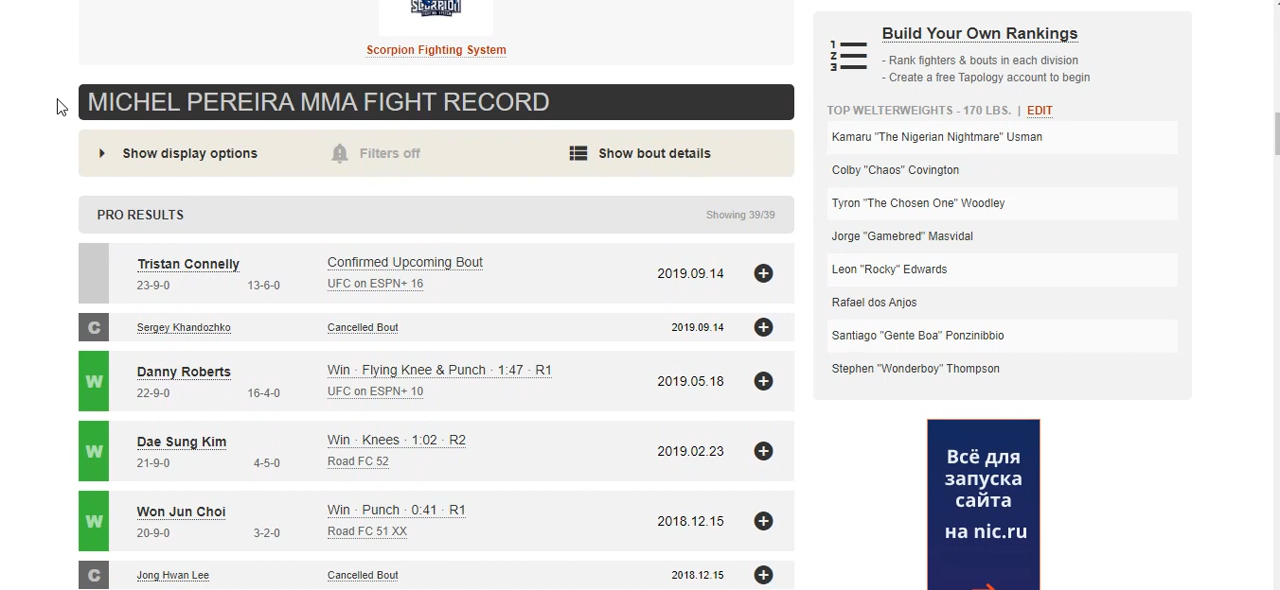 SCORPION
Scorpion Fighting System
MICHEL PEREIRA MMA FIGHT RECORD
Show display options
Filters off
Show bout details
PRO RESULTS
Showing 39/39
Tristan Connelly
23-9-0 13-6-0
Confirmed Upcoming Bout
UFC on ESPN+ 16
2019.09.14
C
Sergey Khandozhko
Cancelled Bout
2019.09.14
W
Danny Roberts
22-9-0 16-4-0
Win · Flying Knee & Punch · 1:47 · R1
UFC on ESPN+ 10
2019.05.18
W
Dae Sung Kim
21-9-0 4-5-0
Win · Knees · 1:02 · R2
Road FC 52
2019.02.23
W
Won Jun Choi
20-9-0 3-2-0
Win · Punch · 0:41 · R1
Road FC 51 XX
2018.12.15
C
Jong Hwan Lee
Cancelled Bout
2018.12.15
1
2
3
Build Your Own Rankings
- Rank fighters & bouts in each division
- Create a free Tapology account to begin
TOP WELTERWEIGHTS - 170 LBS. | EDIT
Kamaru "The Nigerian Nightmare" Usman
Colby "Chaos" Covington
Tyron "The Chosen One" Woodley
Jorge "Gamebred" Masvidal
Leon "Rocky" Edwards
Rafael dos Anjos
Santiago "Gente Boa" Ponzinibbio
Stephen "Wonderboy" Thompson
Всё для
запуска
сайта
на nic.ru